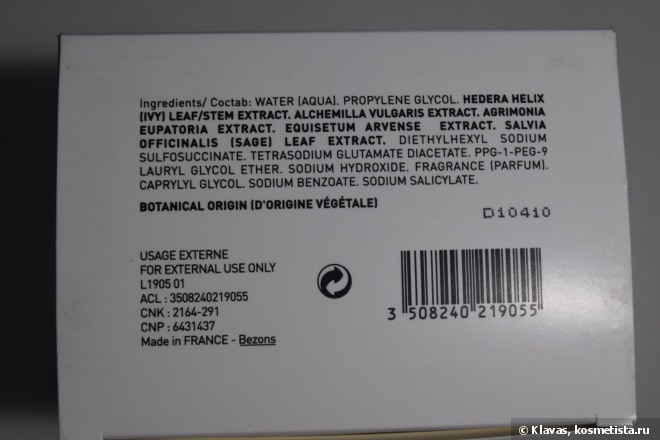 Ingredients/ Coctab: WATER (AQUA). PROPYLENE GLYCOL. HEDERA HELIX
(IVY) LEAF/STEM EXTRACT. ALCHEMILLA VULGARIS EXTRACT. AGRIMONIA
EUPATORIA EXTRACT. EQUISETUM ARVENSE EXTRACT. SALVIA
OFFICINALIS (SAGE) LEAF EXTRACT. DIETHYLHEXYL SODIUM
SULFOSUCCINATE. TETRASODIUM GLUTAMATE DIACETATE. PPG-1-PEG-9
LAURYL GLYCOL ETHER. SODIUM HYDROXIDE. FRAGRANCE (PARFUM).
CAPRYLYL GLYCOL. SODIUM BENZOATE. SODIUM SALICYLATE.
BOTANICAL ORIGIN (D'ORIGINE VÉGÉTALE)
D10410
USAGE EXTERNE
FOR EXTERNAL USE ONLY
L1905 01
ACL : 3508240219055
CNK : 2164-291
CNP : 6431437
Made in FRANCE - Bezons
3 508240 219055
© Klavas, kosmetista.ru